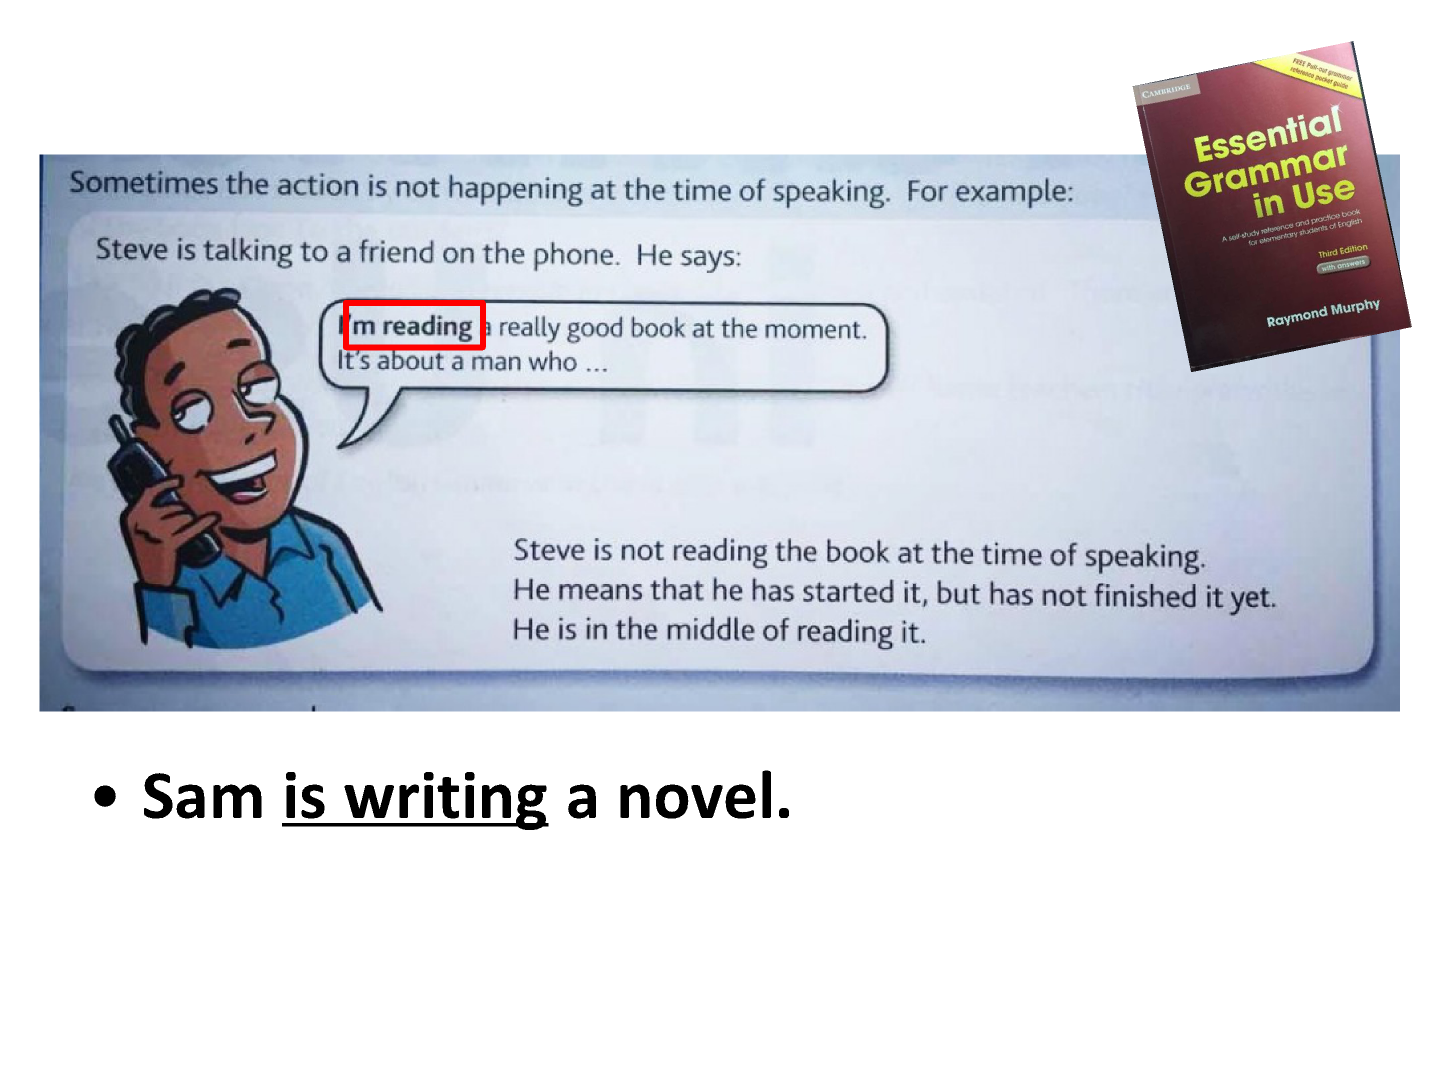 CAMBRIDGE
FREE Pull-out grammar
reference pocket guide
Essential
Grammar
in Use
A self-study reference and practice book
for elementary students of English
Third Edition
with answers
Raymond Murphy
Sometimes the action is not happening at the time of speaking. For example:
Steve is talking to a friend on the phone. He says:
I'm reading a really good book at the moment.
It's about a man who ...
Steve is not reading the book at the time of speaking.
He means that he has started it, but has not finished it yet.
He is in the middle of reading it.
• Sam is writing a novel.